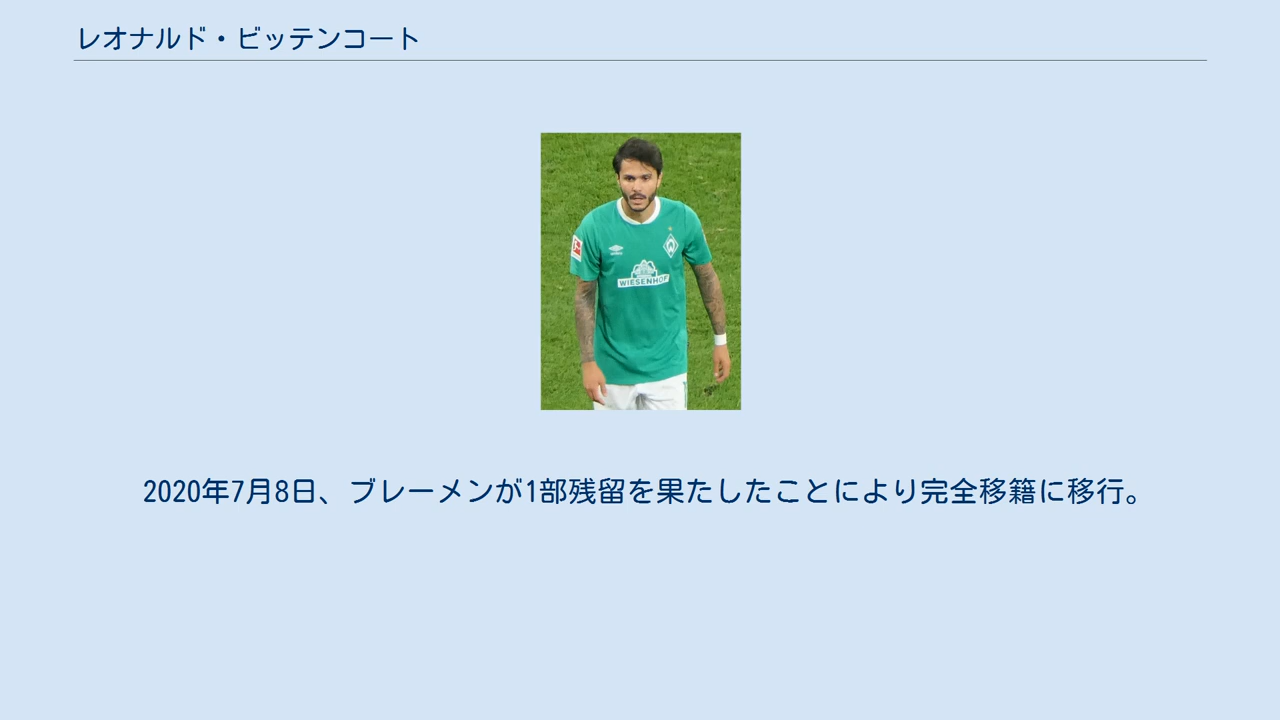 レオナルド・ビッテンコート
WIESENHOF
2020年7月8日、ブレーメンが1部残留を果たしたことにより完全移籍に移行。